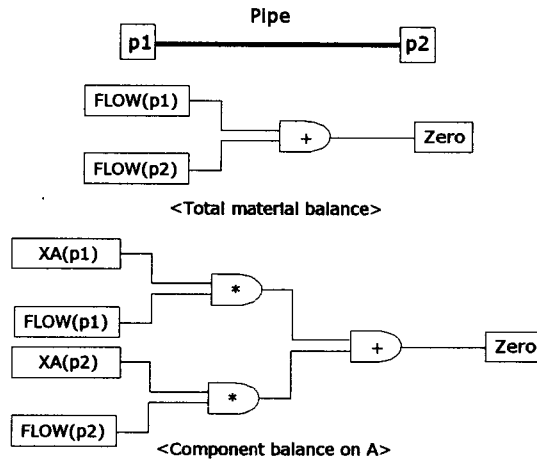 Pipe
p1
p2
FLOW(p1)
+
Zero
FLOW(p2)
<Total material balance>
XA(p1)
*
FLOW(p1)
+
Zero
XA(p2)
*
FLOW(p2)
<Component balance on A>